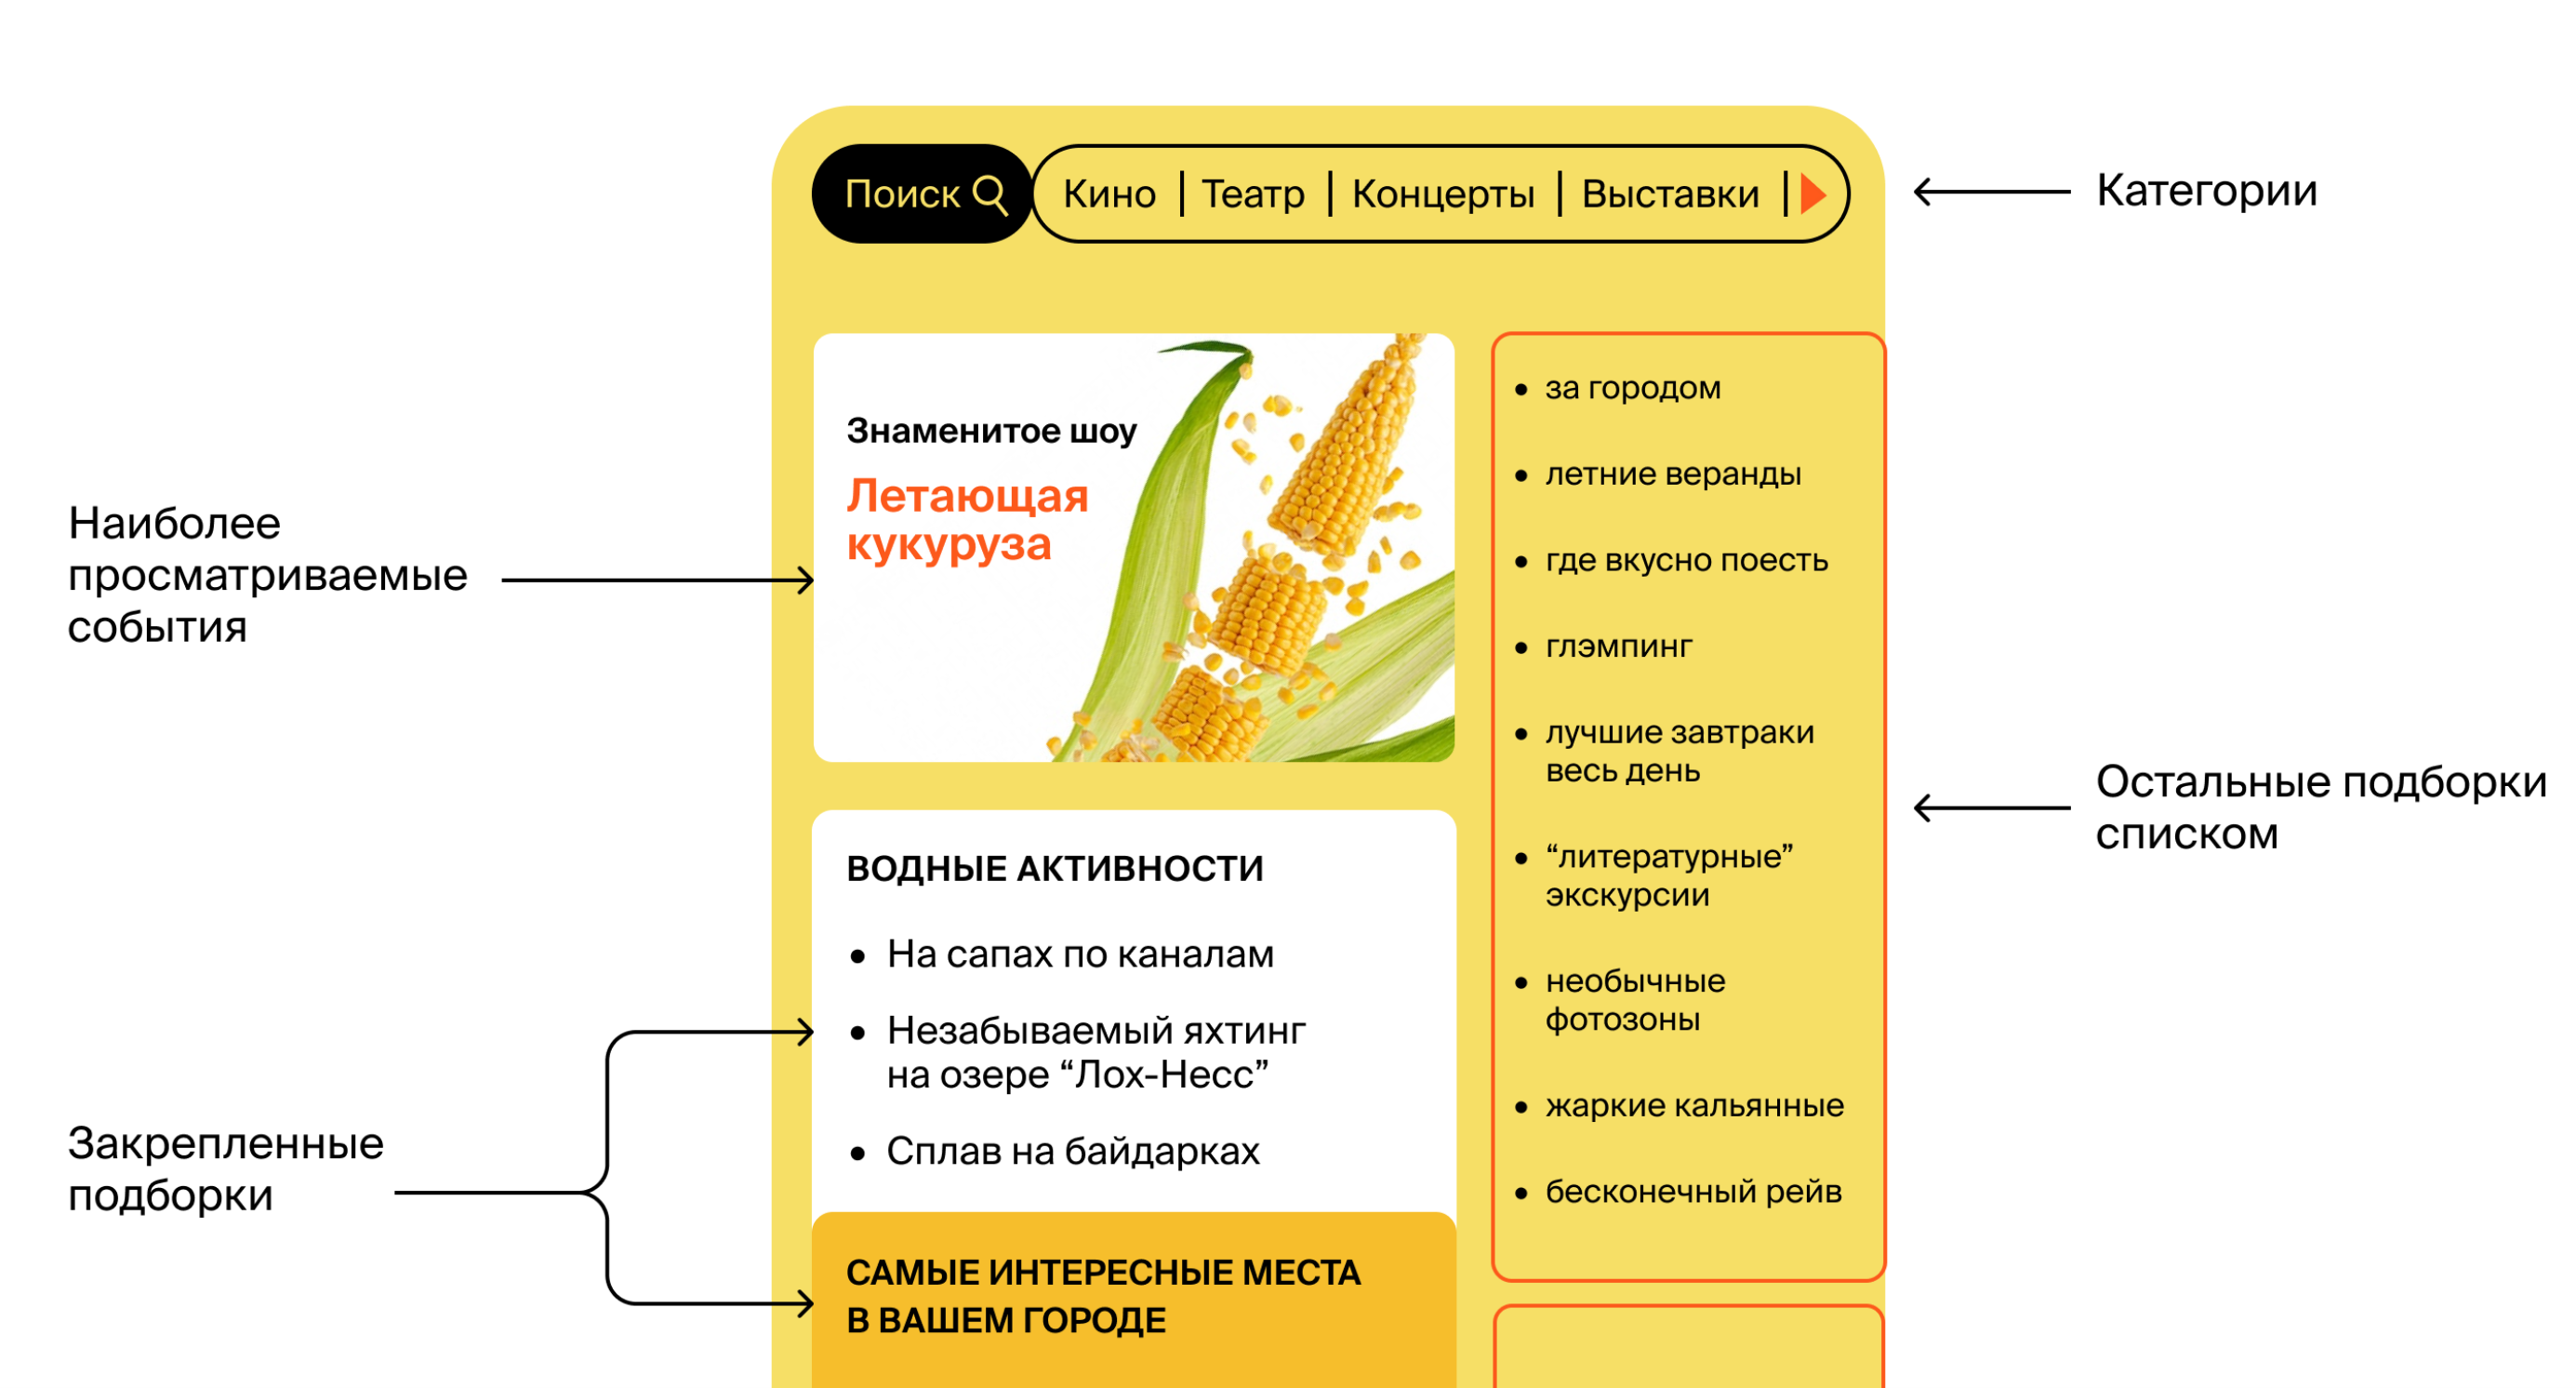 Поиск
Кино | Театр | Концерты | Выставки |
Категории
Наиболее
просматриваемые
события
Знаменитое шоу
Летающая
кукуруза
• за городом
• летние веранды
• где вкусно поесть
• глэмпинг
• лучшие завтраки
весь день
• “литературные”
экскурсии
• необычные
фотозоны
• жаркие кальянные
• бесконечный рейв
Остальные подборки
списком
Закрепленные
подборки
ВОДНЫЕ АКТИВНОСТИ
• На сапах по каналам
• Незабываемый яхтинг
на озере “Лох-Несс”
• Сплав на байдарках
САМЫЕ ИНТЕРЕСНЫЕ МЕСТА
В ВАШЕМ ГОРОДЕ